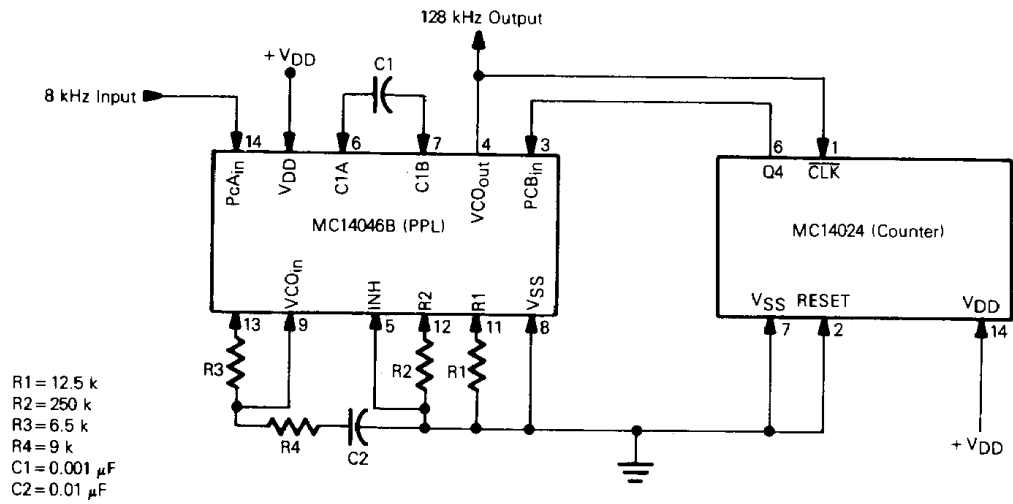 128 kHz Output
+ VDD
C1
8 kHz Input
14
6
7
4
3
6
1
PcAin
VDD
C1A
C1B
VCOout
PCBin
Q4
CLK
MC14046B (PPL)
MC14024 (Counter)
VCOin
INH
R2
R1
VSS
VSS
RESET
VDD
13
9
5
12
11
8
7
2
14
R3
R2
R1
R4
C2
+ VDD
R1 = 12.5 k
R2 = 250 k
R3 = 6.5 k
R4 = 9 k
C1 = 0.001 μF
C2 = 0.01 μF